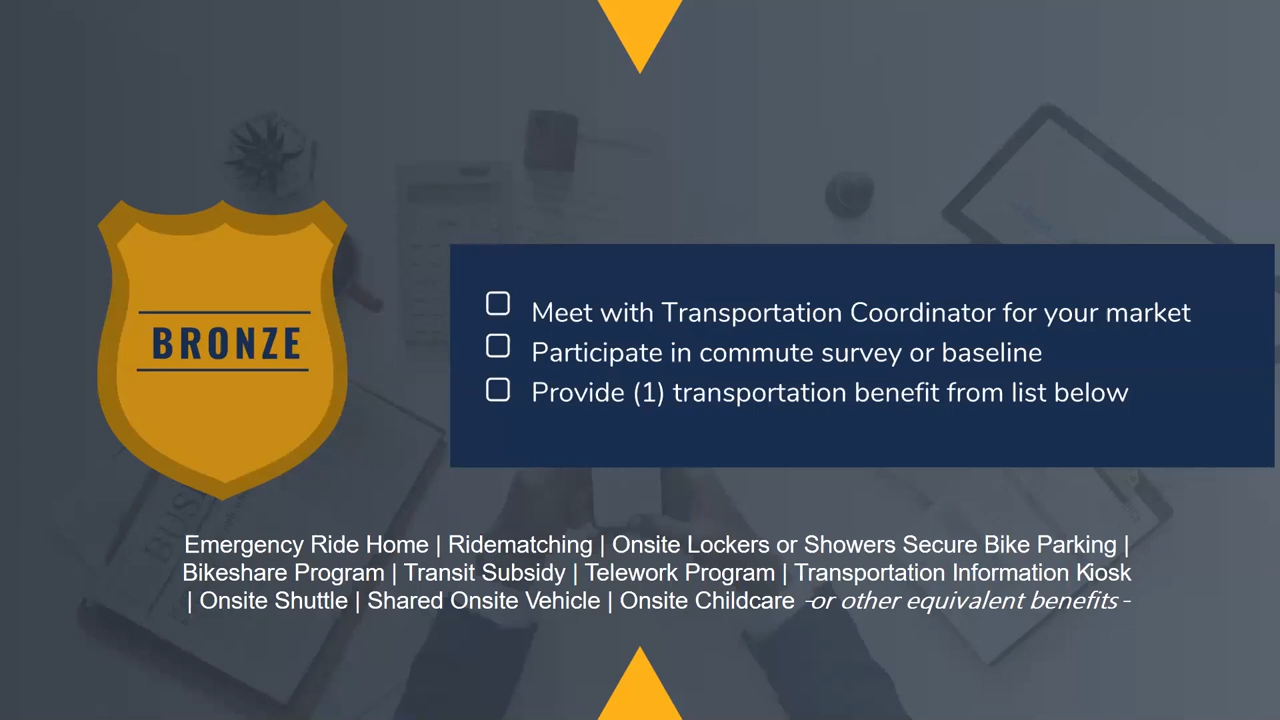 BRONZE
Meet with Transportation Coordinator for your market
Participate in commute survey or baseline
Provide (1) transportation benefit from list below
Emergency Ride Home | Ridematching | Onsite Lockers or Showers Secure Bike Parking |
Bikeshare Program | Transit Subsidy | Telework Program | Transportation Information Kiosk
| Onsite Shuttle | Shared Onsite Vehicle | Onsite Childcare -or other equivalent benefits -